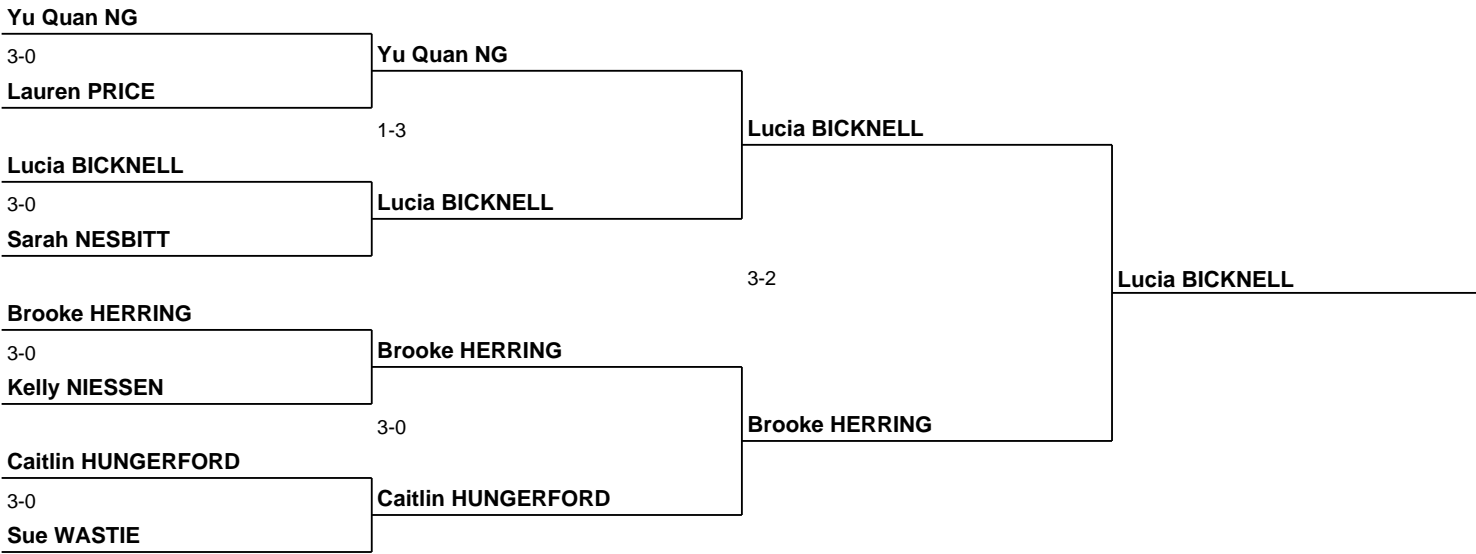 Yu Quan NG
3-0
Yu Quan NG
Lauren PRICE
1-3
Lucia BICKNELL
Lucia BICKNELL
3-0
Lucia BICKNELL
Sarah NESBITT
3-2
Lucia BICKNELL
Brooke HERRING
3-0
Brooke HERRING
Kelly NIESSEN
3-0
Brooke HERRING
Caitlin HUNGERFORD
3-0
Caitlin HUNGERFORD
Sue WASTIE